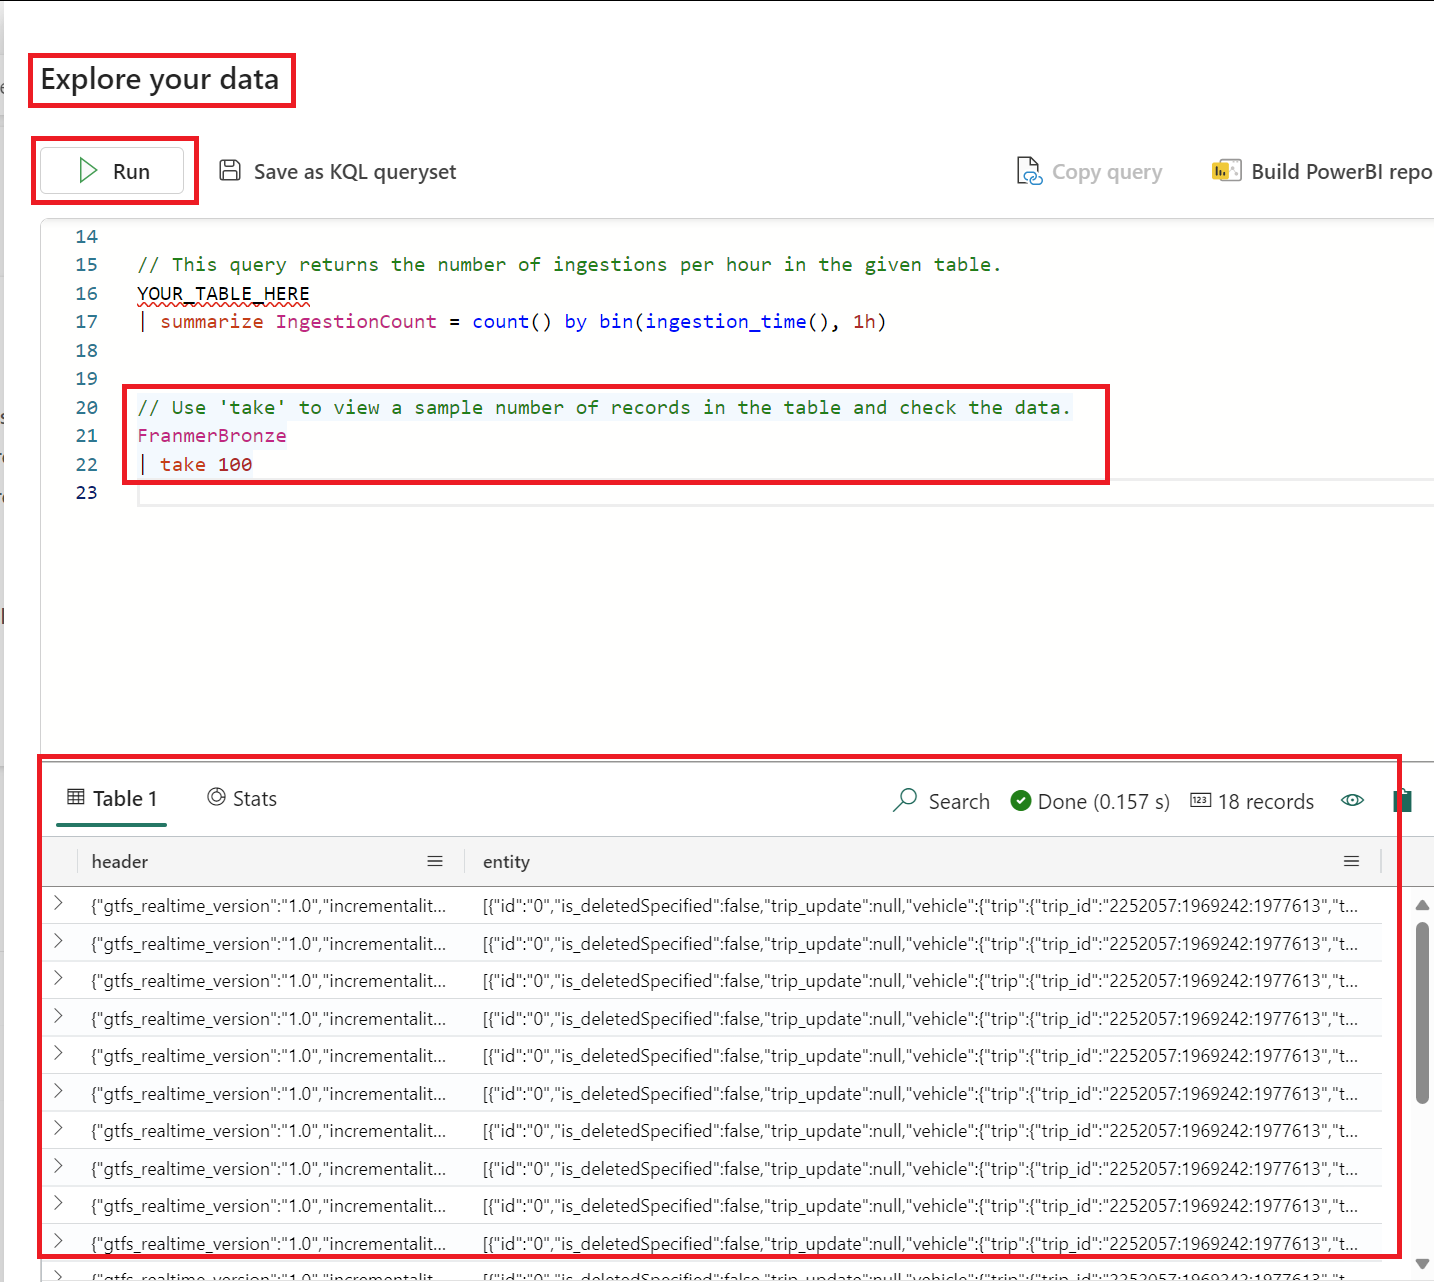 Explore your data
Run Save as KQL queryset Copy query Build PowerBI repo
14
15 // This query returns the number of ingestions per hour in the given table.
16 YOUR_TABLE_HERE
17 | summarize IngestionCount = count() by bin(ingestion_time(), 1h)
18
19
20 // Use 'take' to view a sample number of records in the table and check the data.
21 FranmerBronze
22 | take 100
23
Table 1 Stats Search Done (0.157 s) 123 18 records
header entity
{"gtfs_realtime_version":"1.0","incrementalit... [{"id":"0","is_deletedSpecified":false,"trip_update":null,"vehicle":{"trip":{"trip_id":"2252057:1969242:1977613","t...
{"gtfs_realtime_version":"1.0","incrementalit... [{"id":"0","is_deletedSpecified":false,"trip_update":null,"vehicle":{"trip":{"trip_id":"2252057:1969242:1977613","t...
{"gtfs_realtime_version":"1.0","incrementalit... [{"id":"0","is_deletedSpecified":false,"trip_update":null,"vehicle":{"trip":{"trip_id":"2252057:1969242:1977613","t...
{"gtfs_realtime_version":"1.0","incrementalit... [{"id":"0","is_deletedSpecified":false,"trip_update":null,"vehicle":{"trip":{"trip_id":"2252057:1969242:1977613","t...
{"gtfs_realtime_version":"1.0","incrementalit... [{"id":"0","is_deletedSpecified":false,"trip_update":null,"vehicle":{"trip":{"trip_id":"2252057:1969242:1977613","t...
{"gtfs_realtime_version":"1.0","incrementalit... [{"id":"0","is_deletedSpecified":false,"trip_update":null,"vehicle":{"trip":{"trip_id":"2252057:1969242:1977613","t...
{"gtfs_realtime_version":"1.0","incrementalit... [{"id":"0","is_deletedSpecified":false,"trip_update":null,"vehicle":{"trip":{"trip_id":"2252057:1969242:1977613","t...
{"gtfs_realtime_version":"1.0","incrementalit... [{"id":"0","is_deletedSpecified":false,"trip_update":null,"vehicle":{"trip":{"trip_id":"2252057:1969242:1977613","t...
{"gtfs_realtime_version":"1.0","incrementalit... [{"id":"0","is_deletedSpecified":false,"trip_update":null,"vehicle":{"trip":{"trip_id":"2252057:1969242:1977613","t...
{"gtfs_realtime_version":"1.0","incrementalit... [{"id":"0","is_deletedSpecified":false,"trip_update":null,"vehicle":{"trip":{"trip_id":"2252057:1969242:1977613","t...